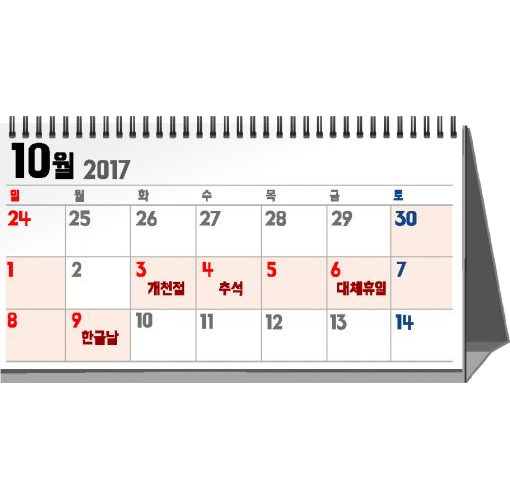 10월 2017
일 월 화 수 목 금 토
24 25 26 27 28 29 30
1 2 3 4 5 6 7
개천절 추석 대체휴일
8 9 10 11 12 13 14
한글날